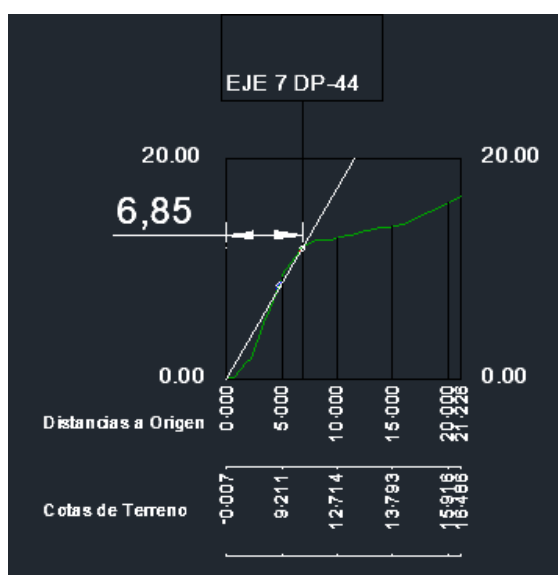 EJE 7 DP-44
20.00 20.00
6,85
0.00 0.00
Distancias a Origen 0.000 5.000 10.000 15.000 20.000 21.226
Cotas de Terreno -0.007 9.211 12.714 13.793 15.916 16.486